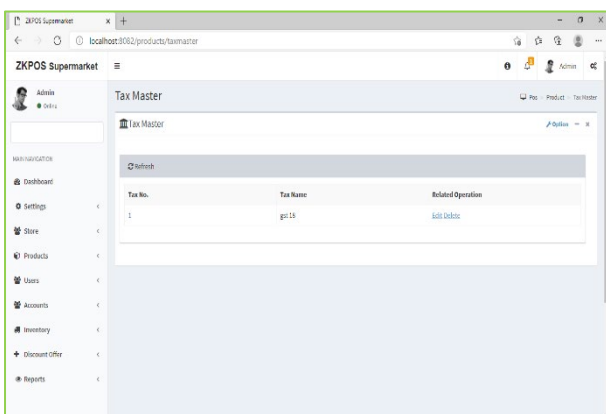 ZKPOS Supermarket
localhost:8082/products/taxmaster
ZKPOS Supermarket
Admin
Admin
Online
Tax Master
Pos > Product > Tax Master
Tax Master
Option
MAIN NAVIGATION
Refresh
Dashboard
Tax No. Tax Name Related Operation
Settings
1 gst 18 Edit Delete
Store
Products
Users
Accounts
Inventory
Discount Offer
Reports